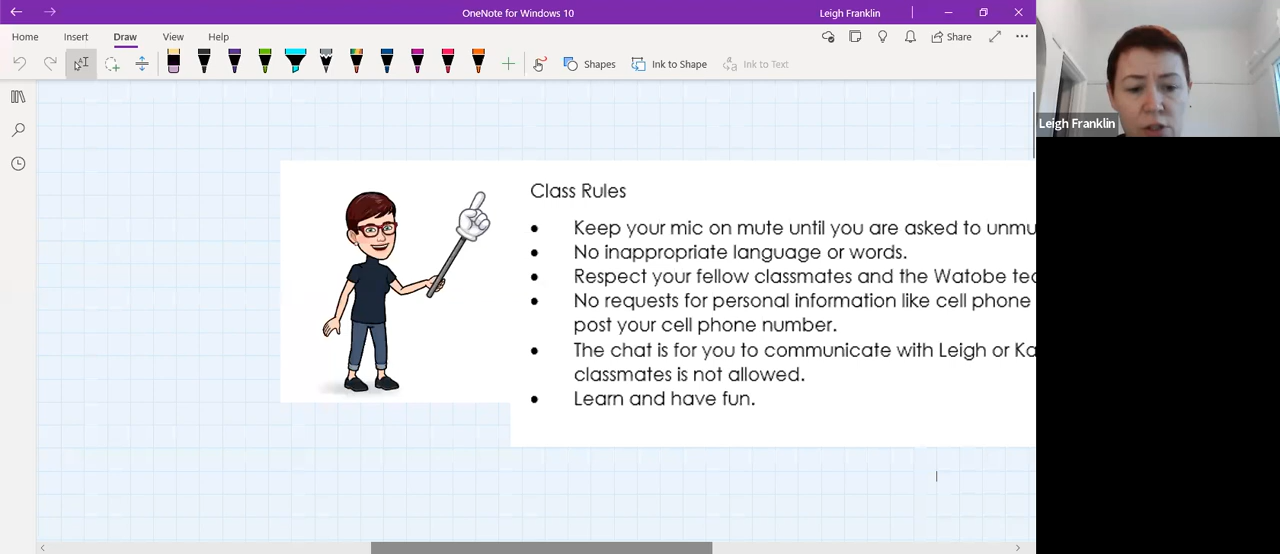 OneNote for Windows 10
Leigh Franklin
Home
Insert
Draw
View
Help
Share
Shapes
Ink to Shape
Ink to Text
Leigh Franklin
Class Rules
• Keep your mic on mute until you are asked to unmu
• No inappropriate language or words.
• Respect your fellow classmates and the Watobe tea
• No requests for personal information like cell phone
post your cell phone number.
• The chat is for you to communicate with Leigh or Ka
classmates is not allowed.
• Learn and have fun.